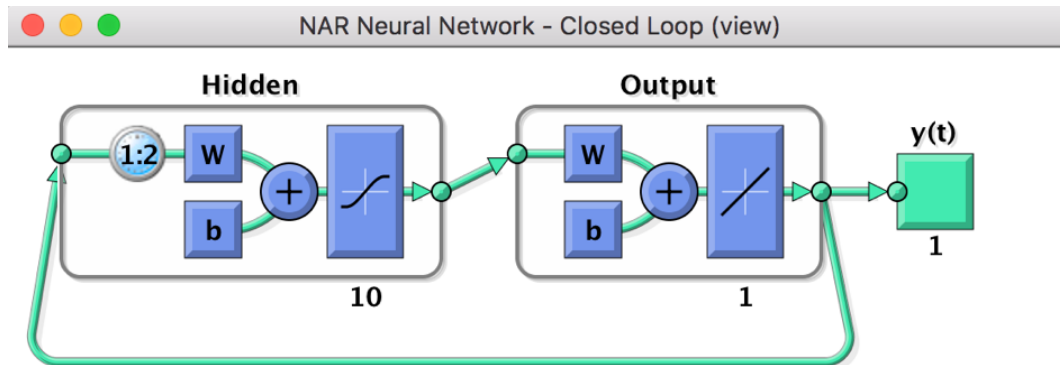 NAR Neural Network - Closed Loop (view)
Hidden
Output
1:2
W
b
+
10
W
b
+
1
y(t)
1